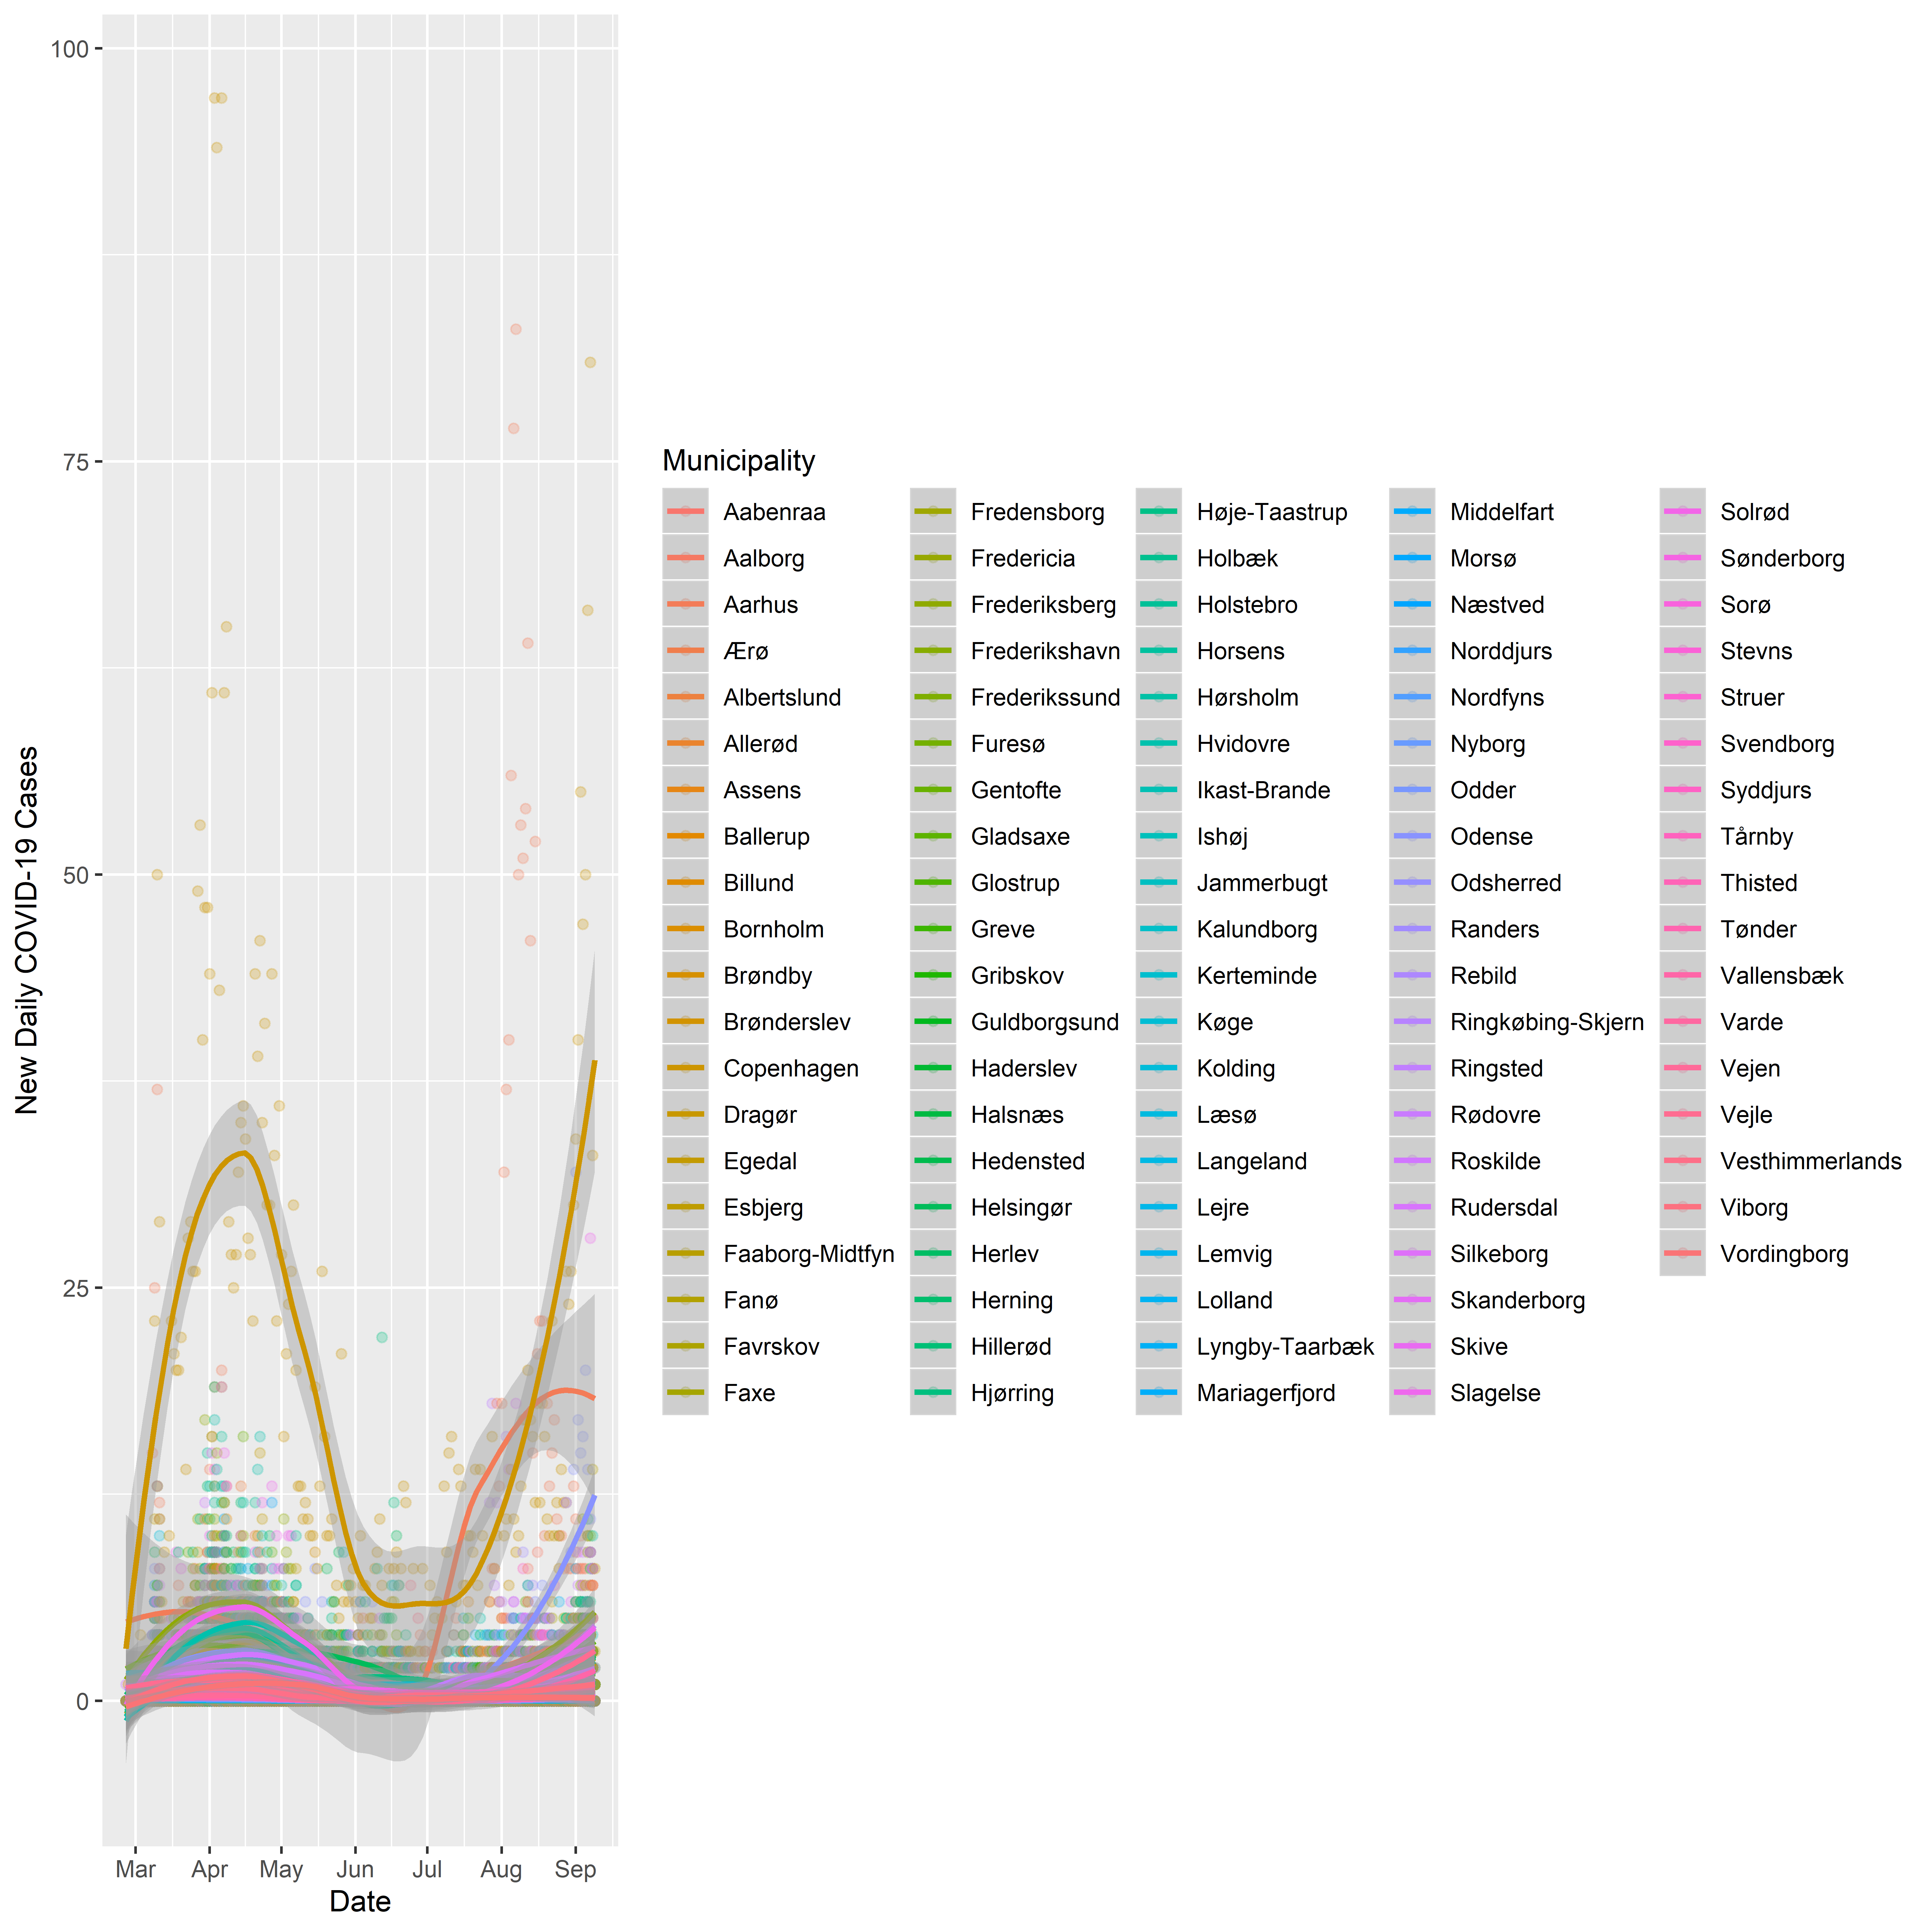 100
75
50
25
0
New Daily COVID-19 Cases
Mar Apr May Jun Jul Aug Sep
Date
Municipality
Aabenraa
Aalborg
Aarhus
Ærø
Albertslund
Allerød
Assens
Ballerup
Billund
Bornholm
Brøndby
Brønderslev
Copenhagen
Dragør
Egedal
Esbjerg
Faaborg-Midtfyn
Fanø
Favrskov
Faxe
Fredensborg
Fredericia
Frederiksberg
Frederikshavn
Frederikssund
Furesø
Gentofte
Gladsaxe
Glostrup
Greve
Gribskov
Guldborgsund
Haderslev
Halsnæs
Hedensted
Helsingør
Herlev
Herning
Hillerød
Hjørring
Høje-Taastrup
Holbæk
Holstebro
Horsens
Hørsholm
Hvidovre
Ikast-Brande
Ishøj
Jammerbugt
Kalundborg
Kerteminde
Køge
Kolding
Læsø
Langeland
Lejre
Lemvig
Lolland
Lyngby-Taarbæk
Mariagerfjord
Middelfart
Morsø
Næstved
Norddjurs
Nordfyns
Nyborg
Odder
Odense
Odsherred
Randers
Rebild
Ringkøbing-Skjern
Ringsted
Rødovre
Roskilde
Rudersdal
Silkeborg
Skanderborg
Skive
Slagelse
Solrød
Sønderborg
Sorø
Stevns
Struer
Svendborg
Syddjurs
Tårnby
Thisted
Tønder
Vallensbæk
Varde
Vejen
Vejle
Vesthimmerlands
Viborg
Vordingborg